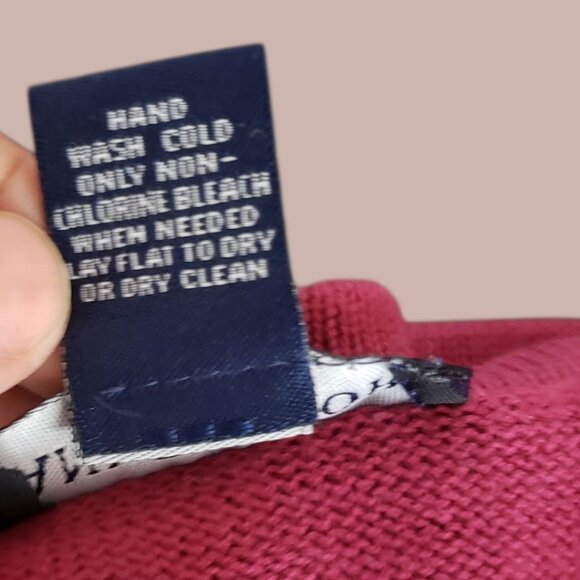 HAND
WASH COLD
ONLY NON-
CHLORINE BLEACH
WHEN NEEDED
LAY FLAT TO DRY
OR DRY CLEAN